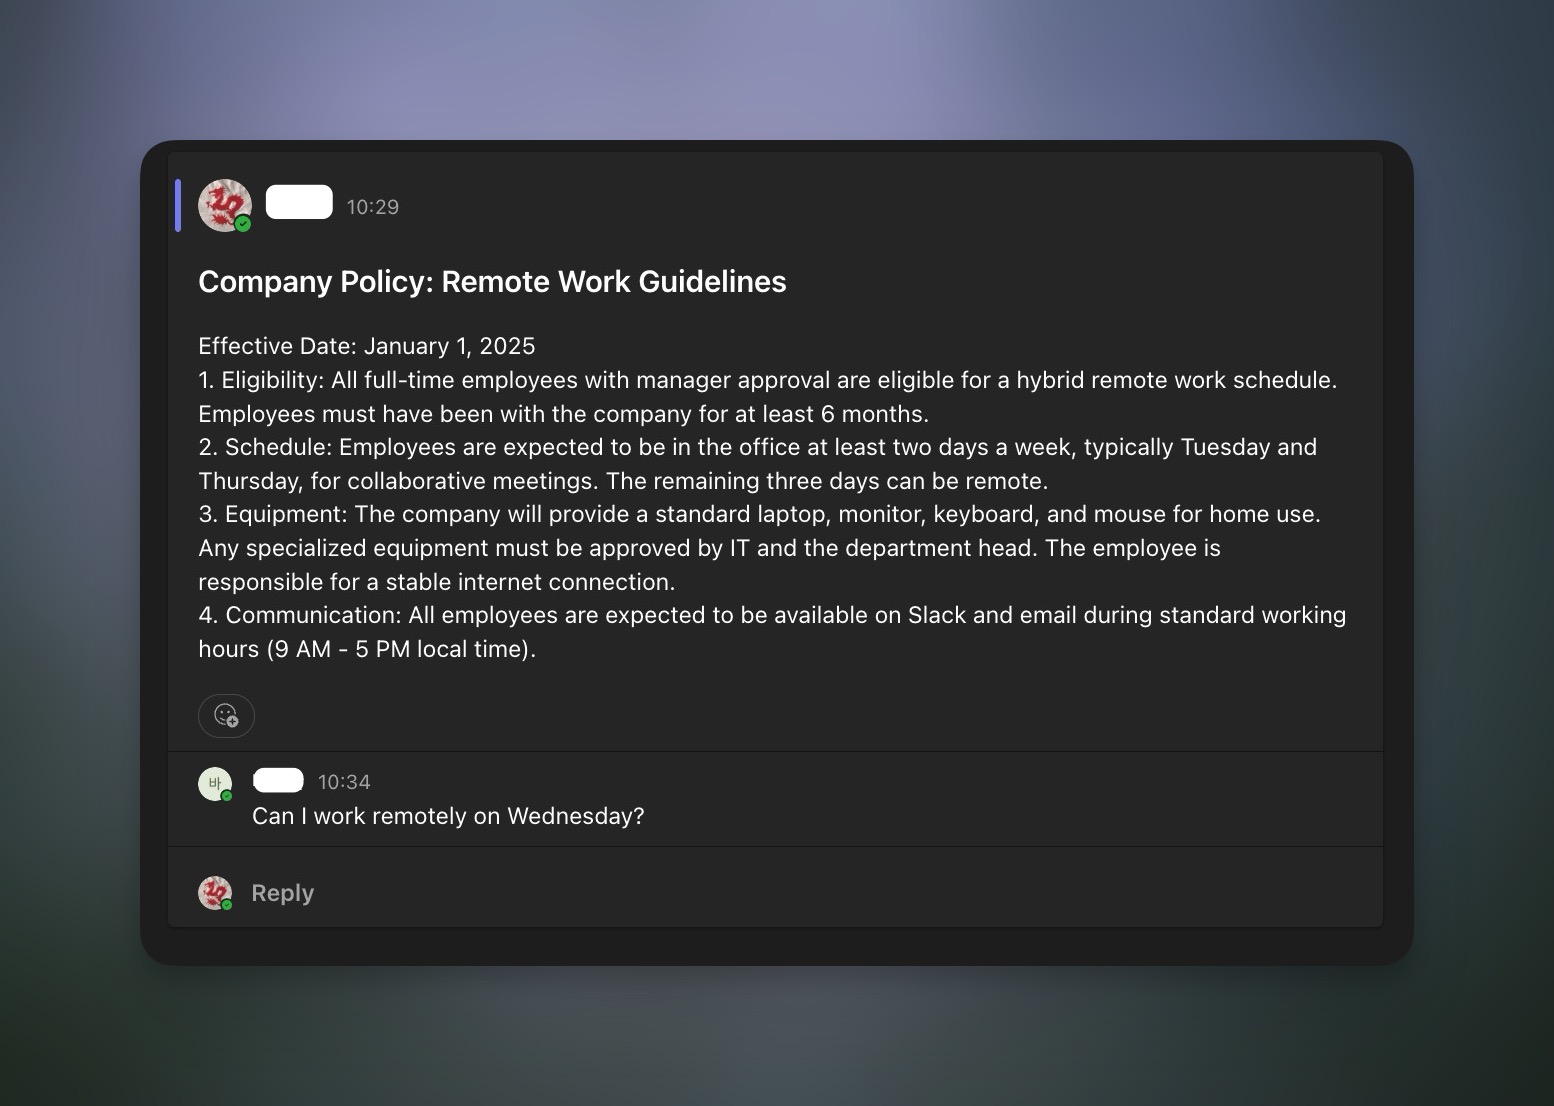 10:29
Company Policy: Remote Work Guidelines
Effective Date: January 1, 2025
1. Eligibility: All full-time employees with manager approval are eligible for a hybrid remote work schedule.
Employees must have been with the company for at least 6 months.
2. Schedule: Employees are expected to be in the office at least two days a week, typically Tuesday and
Thursday, for collaborative meetings. The remaining three days can be remote.
3. Equipment: The company will provide a standard laptop, monitor, keyboard, and mouse for home use.
Any specialized equipment must be approved by IT and the department head. The employee is
responsible for a stable internet connection.
4. Communication: All employees are expected to be available on Slack and email during standard working
hours (9 AM - 5 PM local time).
바 10:34
Can I work remotely on Wednesday?
Reply